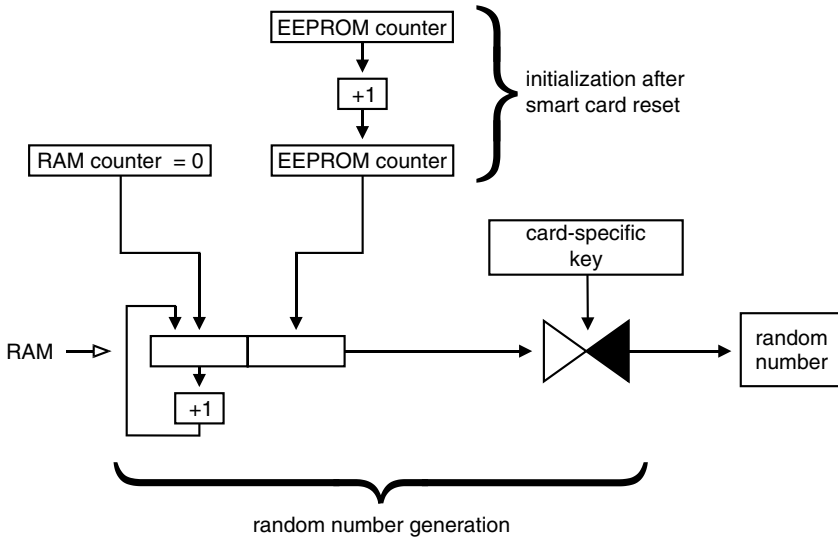 EEPROM counter
+1
EEPROM counter
initialization after
smart card reset
RAM counter = 0
card-specific
key
RAM
+1
random
number
random number generation